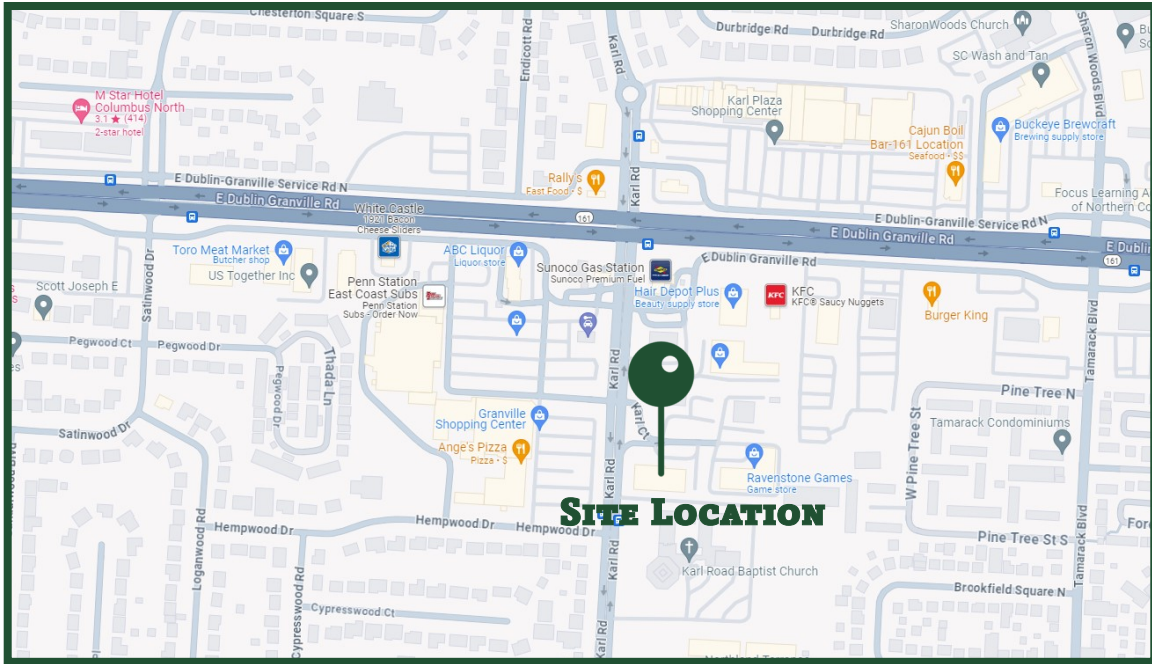 Chesterton Square S
Endicott Rd
Karl Rd
Durbridge Rd
Durbridge Rd
SharonWoods Church
Sharon Woods Blvd
SC Wash and Tan
M Star Hotel
Columbus North
3.1 ★ (414)
2-star hotel
Karl Plaza
Shopping Center
Cajun Boil
Bar-161 Location
Seafood • $$
Buckeye Brewcraft
Brewing supply store
Rally's
Fast Food • $
Karl Rd
E Dublin-Granville Service Rd N
E Dublin Granville Rd
White Castle
1921 Bacon
Cheese Sliders
161
Focus Learning A
of Northern Co
E Dublin-Granville Service Rd N
E Dublin Granville Rd
E Dublin
161
Toro Meat Market
Butcher shop
ABC Liquor
Liquor store
US Together Inc
Sunoco Gas Station
Sunoco Premium Fuel
E Dublin Granville Rd
Satinwood Dr
Scott Joseph E
Penn Station
East Coast Subs
Penn Station
Subs - Order Now
Hair Depot Plus
Beauty supply store
KFC
KFC
KFC® Saucy Nuggets
Burger King
Tamarack Blvd
Pegwood Ct
Pegwood Dr
Thada Ln
Pegwood Dr
Karl Rd
Karl Ct
Pine Tree N
W Pine Tree St
Tamarack Condominiums
Granville
Shopping Center
Ange's Pizza
Pizza • $
Satinwood Dr
Ravenstone Games
Game store
Karl Rd
Site Location
Loganwood Rd
Hempwood Dr
Hempwood Dr
Hempwood Dr
Pine Tree St S
Tamarack Blvd
Karl Rd
Karl Road Baptist Church
Brookfield Square N
Cypresswood Rd
Cypresswood Ct
Karl Rd